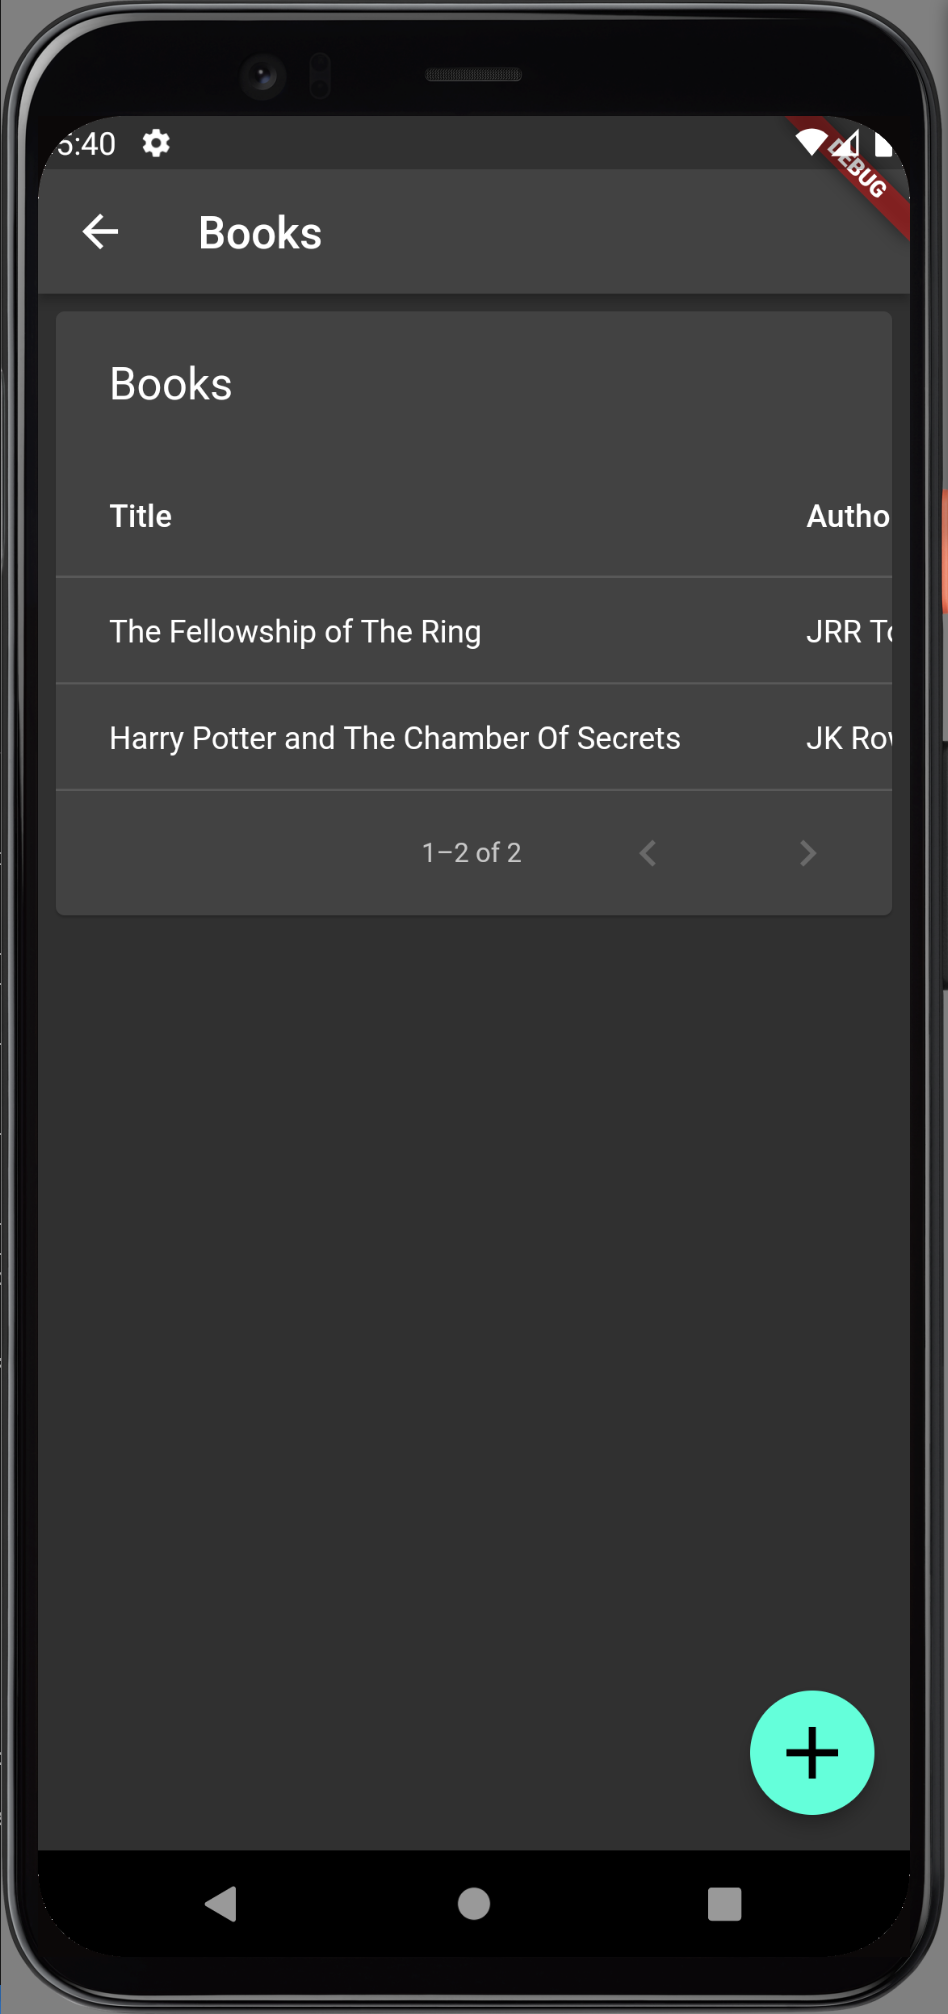 5:40
DEBUG
Books
Books
Title Autho
The Fellowship of The Ring JRR To
Harry Potter and The Chamber Of Secrets JK Rov
1–2 of 2